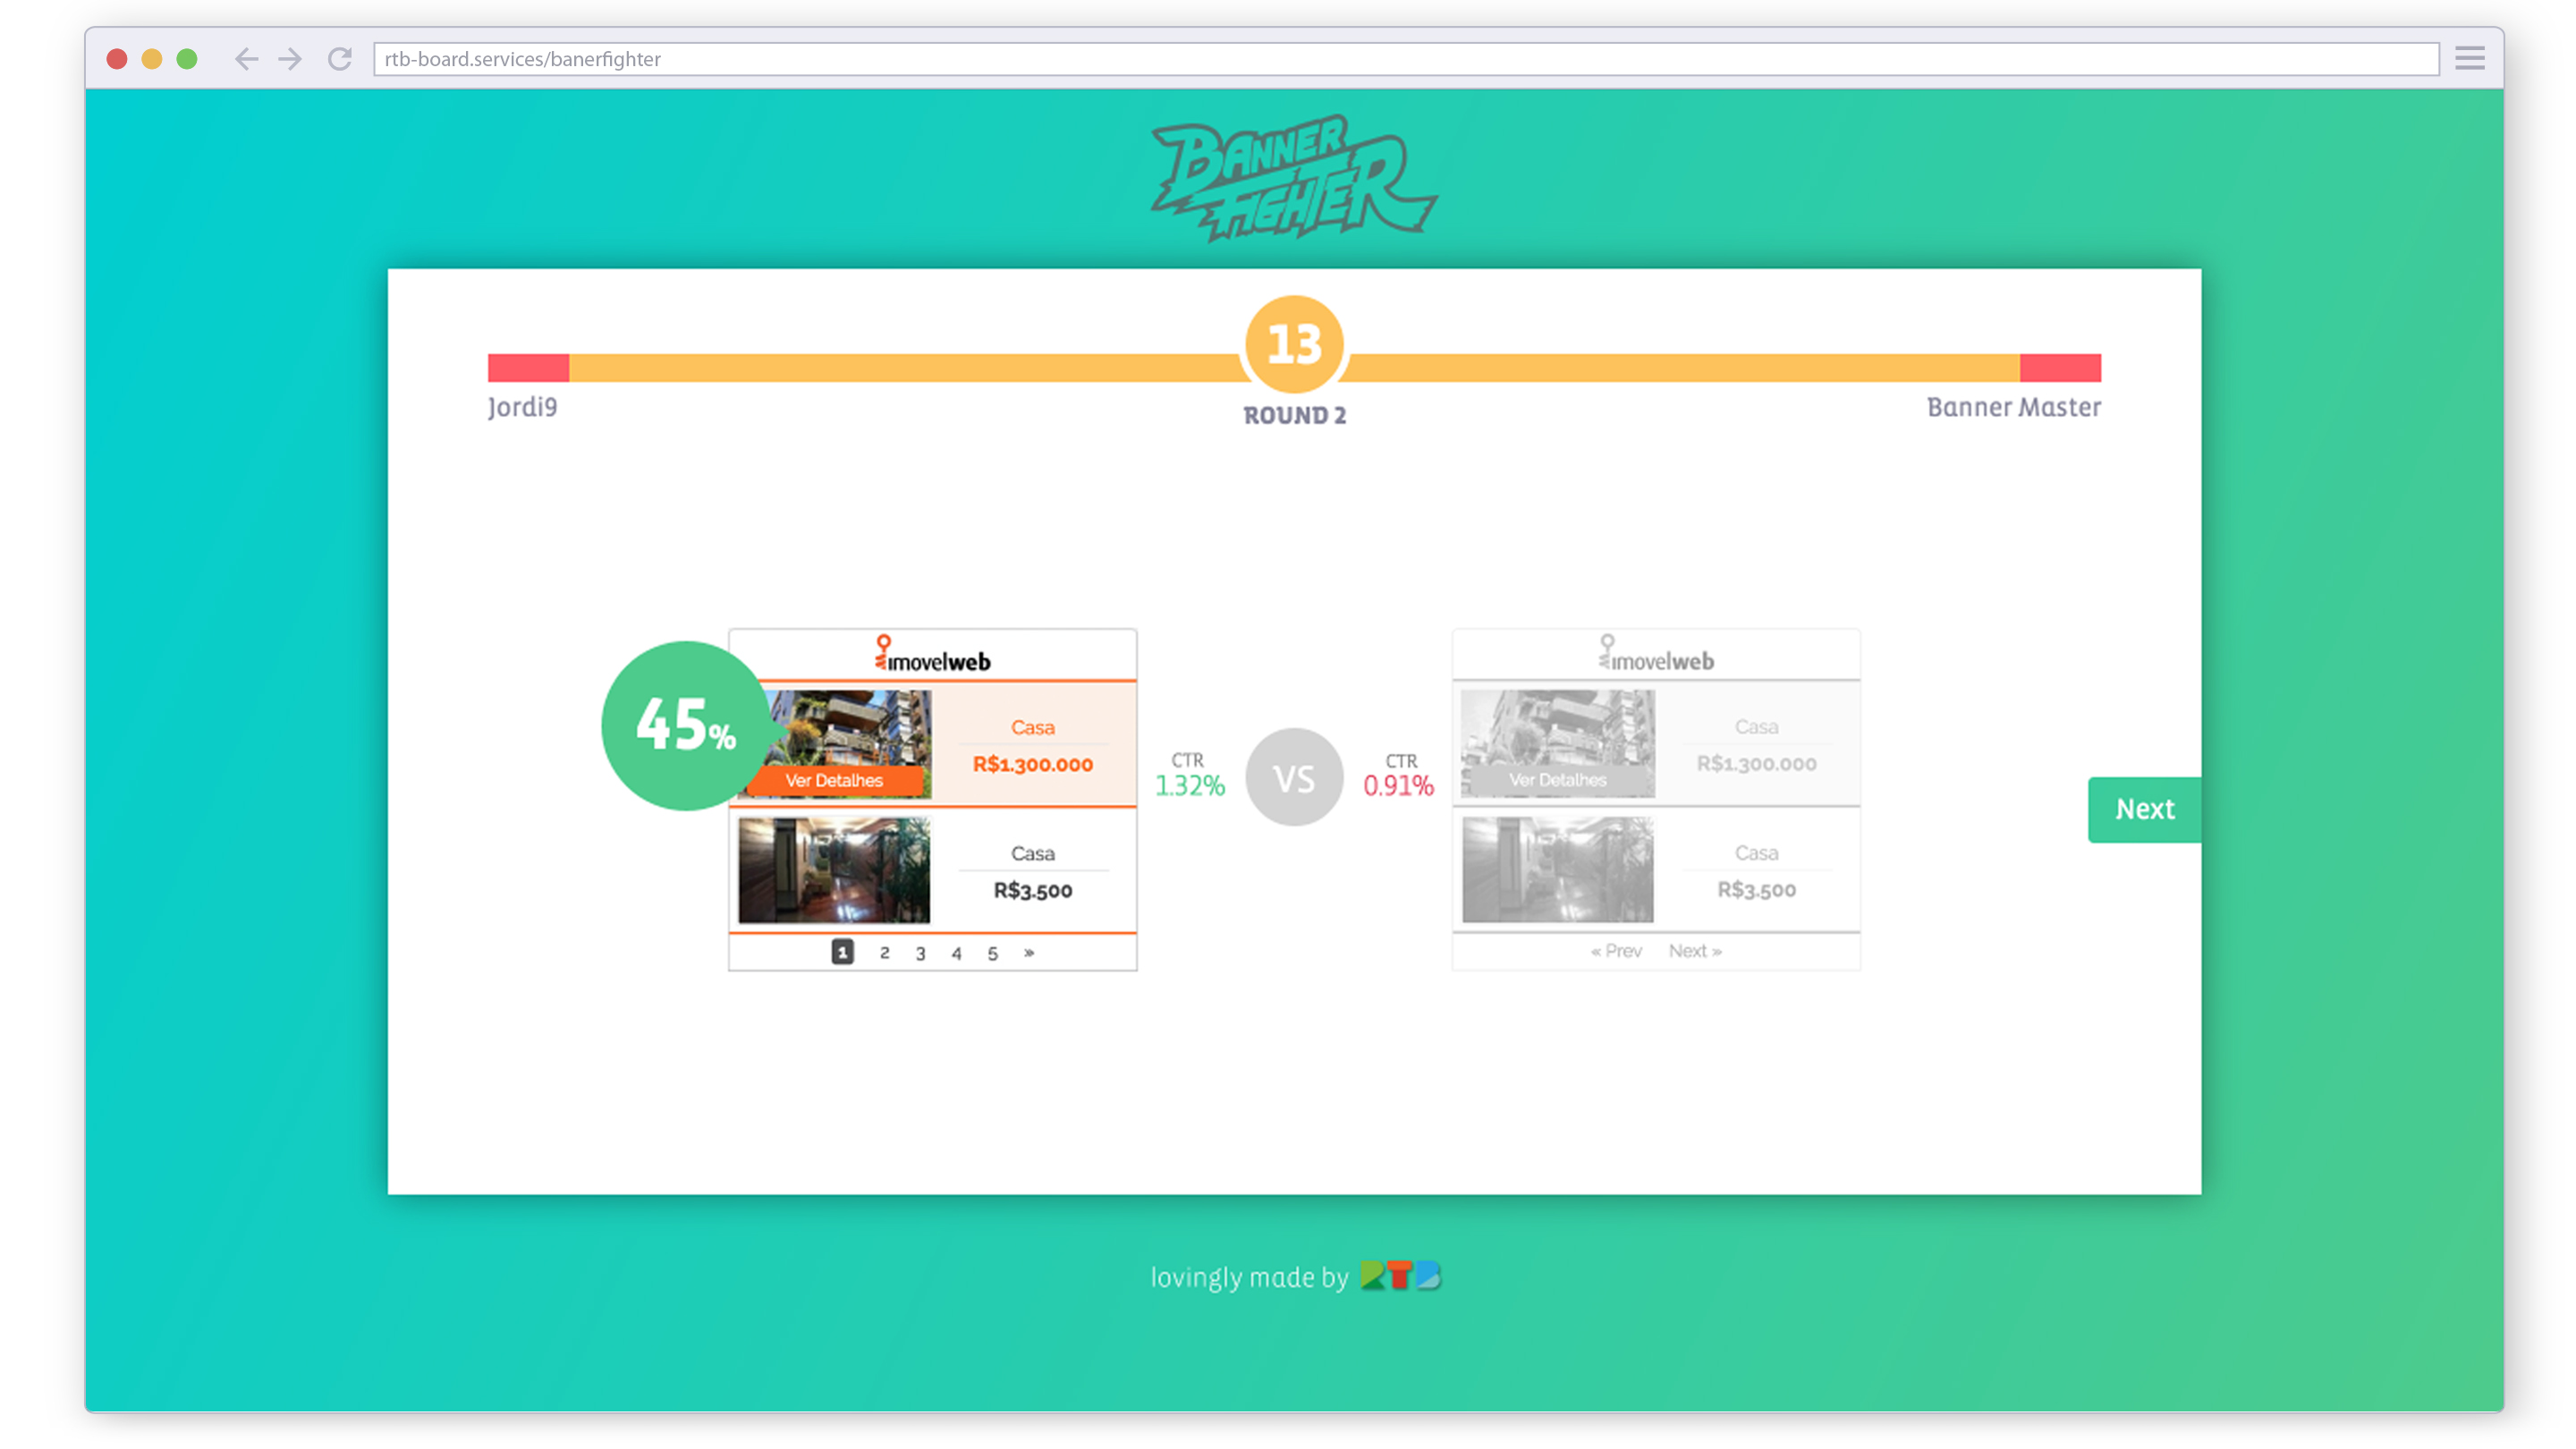 rtb-board.services/banerfighter
BANNER
FIGHTER
13
Jordi9
ROUND 2
Banner Master
45%
imovelweb
Casa
R$1.300.000
Ver Detalhes
Casa
R$3.500
1 2 3 4 5 »
CTR
1.32%
VS
CTR
0.91%
imovelweb
Casa
R$1.300.000
Ver Detalhes
Casa
R$3.500
« Prev Next »
Next
lovingly made by RTB